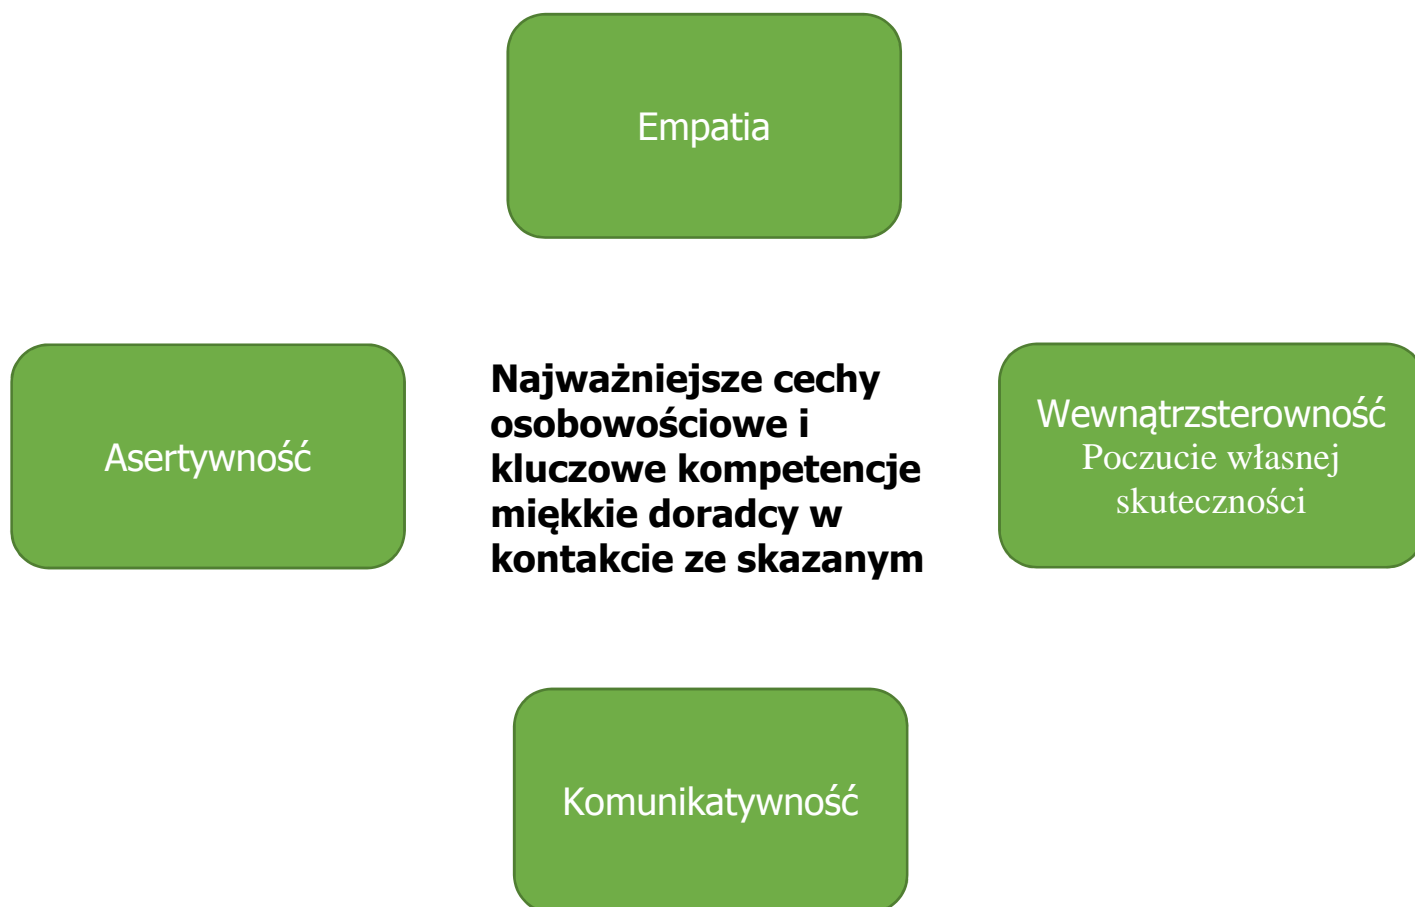 Empatia
Asertywność
Najważniejsze cechy
osobowościowe i
kluczowe kompetencje
miękkie doradcy w
kontakcie ze skazanym
Wewnątrzsterowność
Poczucie własnej
skuteczności
Komunikatywność